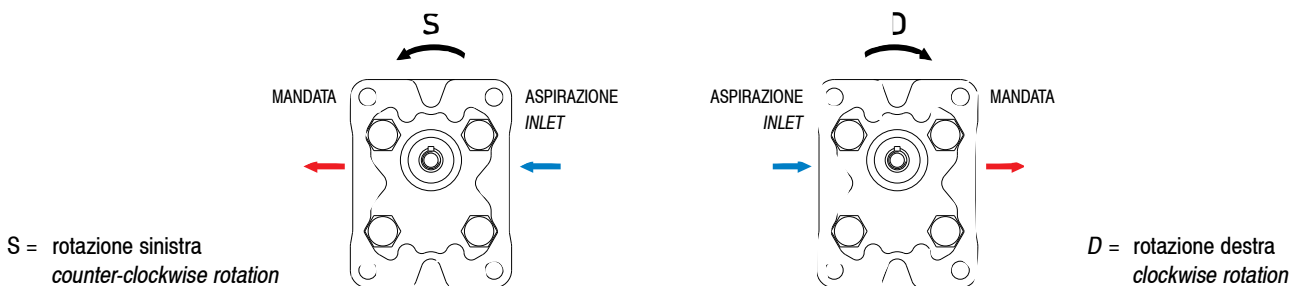 S
D
MANDATA
ASPIRAZIONE
INLET
ASPIRAZIONE
INLET
MANDATA
S = rotazione sinistra
counter-clockwise rotation
D = rotazione destra
clockwise rotation